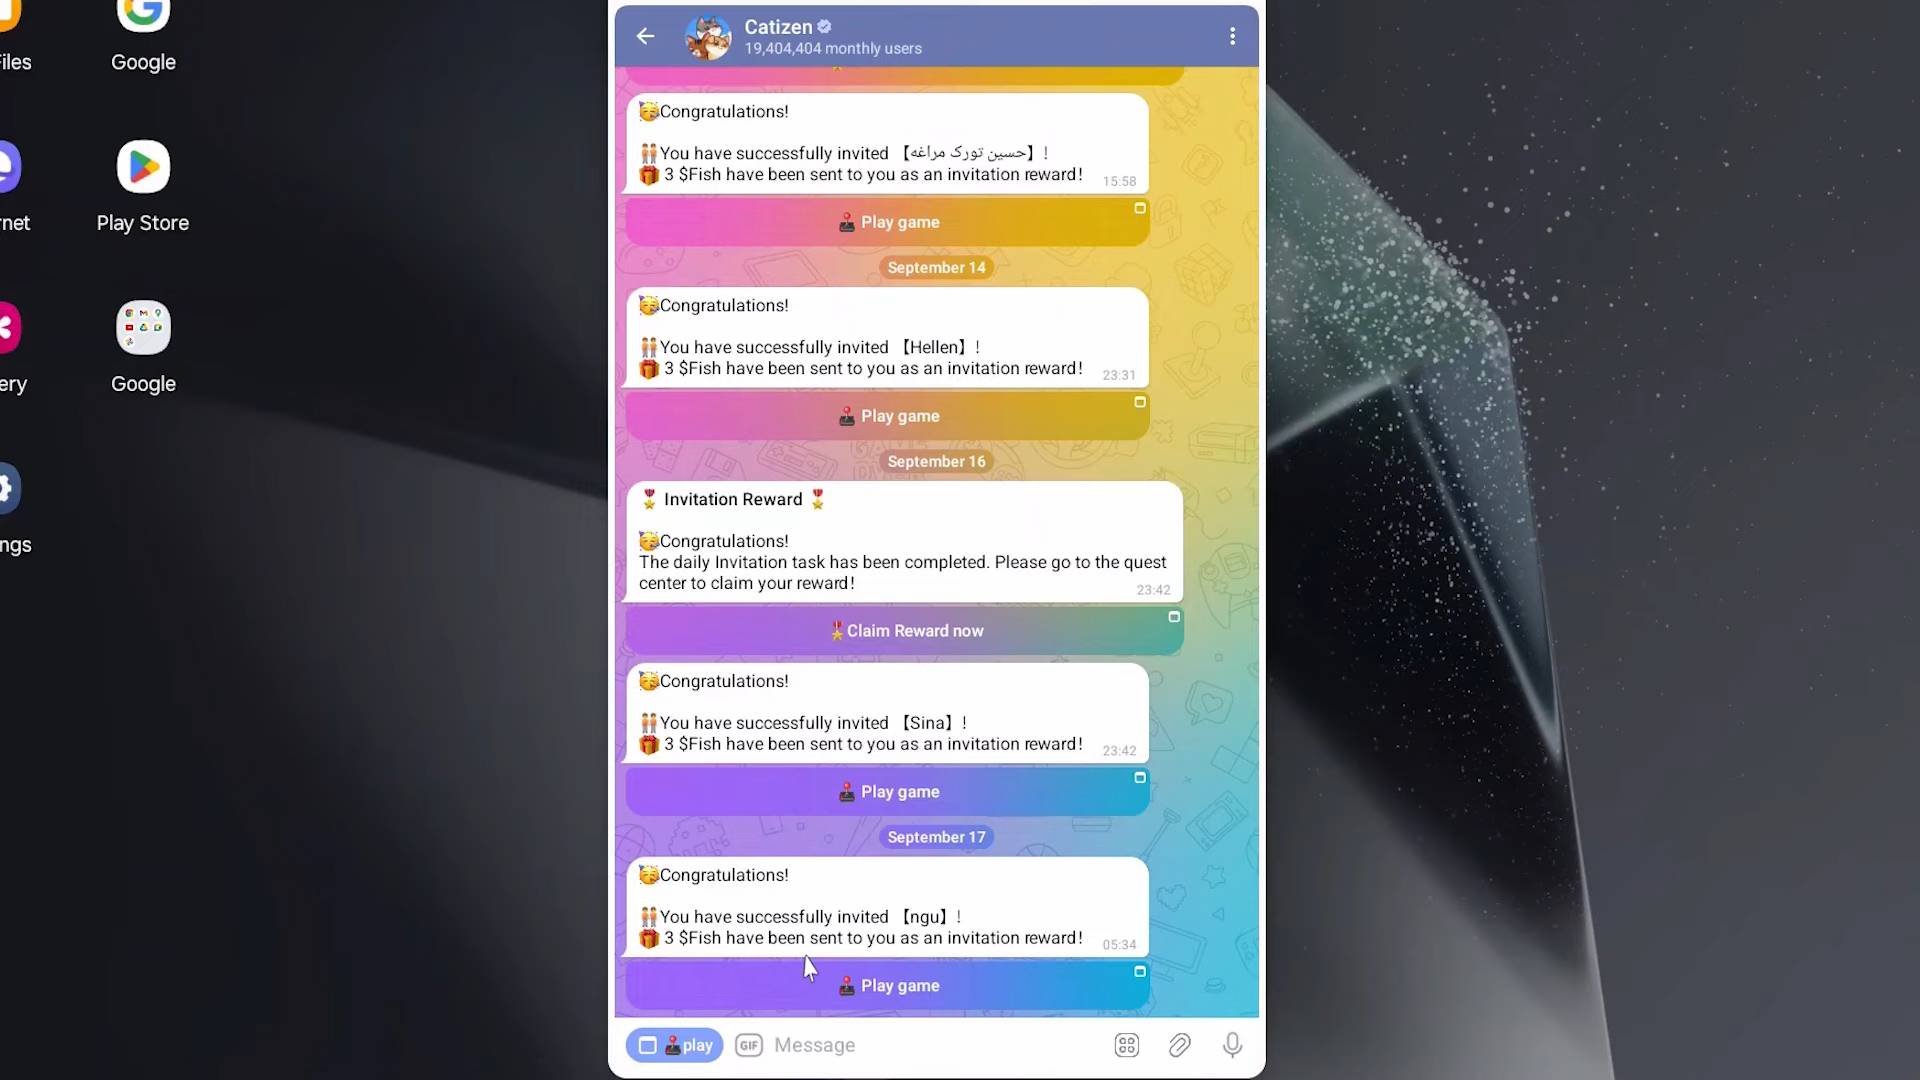 Files
Google
rnet
Play Store
ery
Google
ngs
Catizen
19,404,404 monthly users
🥳Congratulations!
👬You have successfully invited 【حسین تورک مراغه】!
🎁 3 $Fish have been sent to you as an invitation reward!
15:58
🕹️ Play game
September 14
🥳Congratulations!
👬You have successfully invited 【Hellen】!
🎁 3 $Fish have been sent to you as an invitation reward!
23:31
🕹️ Play game
September 16
🎖️ Invitation Reward 🎖️
🥳Congratulations!
The daily Invitation task has been completed. Please go to the quest
center to claim your reward!
23:42
🎖️Claim Reward now
🥳Congratulations!
👬You have successfully invited 【Sina】!
🎁 3 $Fish have been sent to you as an invitation reward!
23:42
🕹️ Play game
September 17
🥳Congratulations!
👬You have successfully invited 【ngu】!
🎁 3 $Fish have been sent to you as an invitation reward!
05:34
🕹️ Play game
🕹️play
GIF
Message